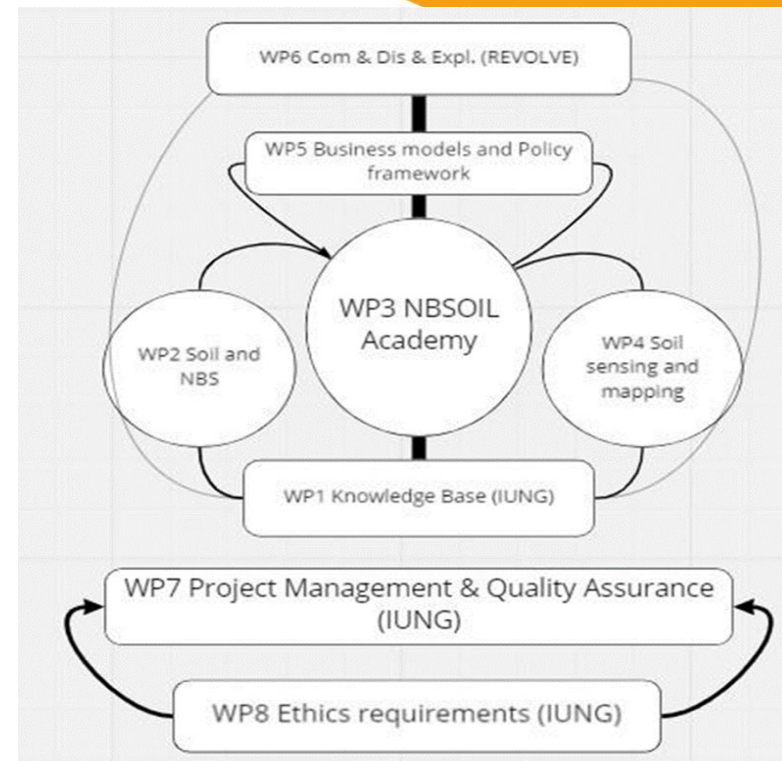 WP6 Com & Dis & Expl. (REVOLVE)
WP5 Business models and Policy
framework
WP3 NBSOIL
Academy
WP2 Soil and
NBS
WP4 Soil
sensing and
mapping
WP1 Knowledge Base (IUNG)
WP7 Project Management & Quality Assurance
(IUNG)
WP8 Ethics requirements (IUNG)